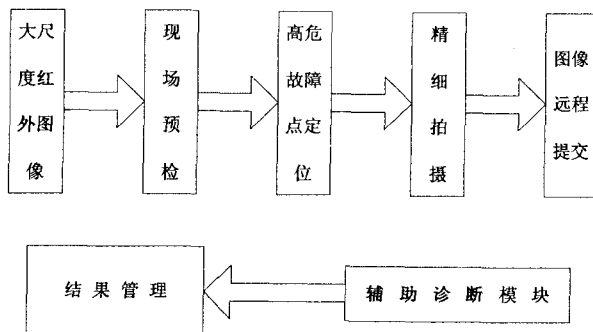 大尺
度红
外图
像
现
场
预
检
高危
故障
点定
位
精
细
拍
摄
图像
远程
提交
结果管理
辅助诊断模块